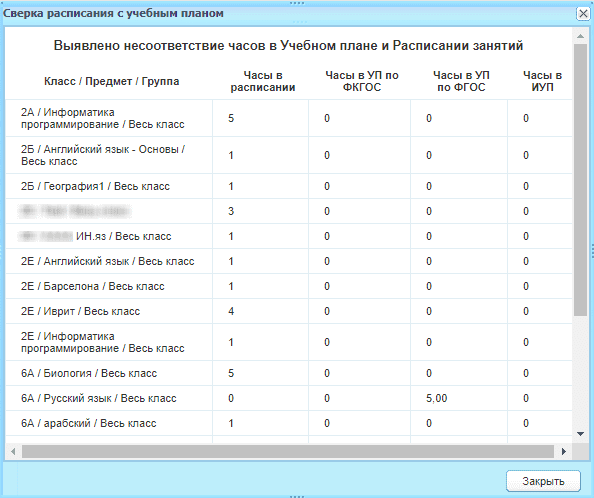 Сверка расписания с учебным планом
Выявлено несоответствие часов в Учебном плане и Расписании занятий
Класс / Предмет / Группа Часы в расписании Часы в УП по ФКГОС Часы в УП по ФГОС Часы в ИУП
2А / Информатика
программирование / Весь класс 5 0 0 0
2Б / Английский язык - Основы /
Весь класс 1 0 0 0
2Б / География1 / Весь класс 1 0 0 0
3 0 0 0
ИН.яз / Весь класс 1 0 0 0
2Е / Английский язык / Весь класс 1 0 0 0
2Е / Барселона / Весь класс 1 0 0 0
2Е / Иврит / Весь класс 4 0 0 0
2Е / Информатика
программирование / Весь класс 1 0 0 0
6А / Биология / Весь класс 5 0 0 0
6А / Русский язык / Весь класс 0 0 5,00 0
6А / арабский / Весь класс 1 0 0 0
Закрыть